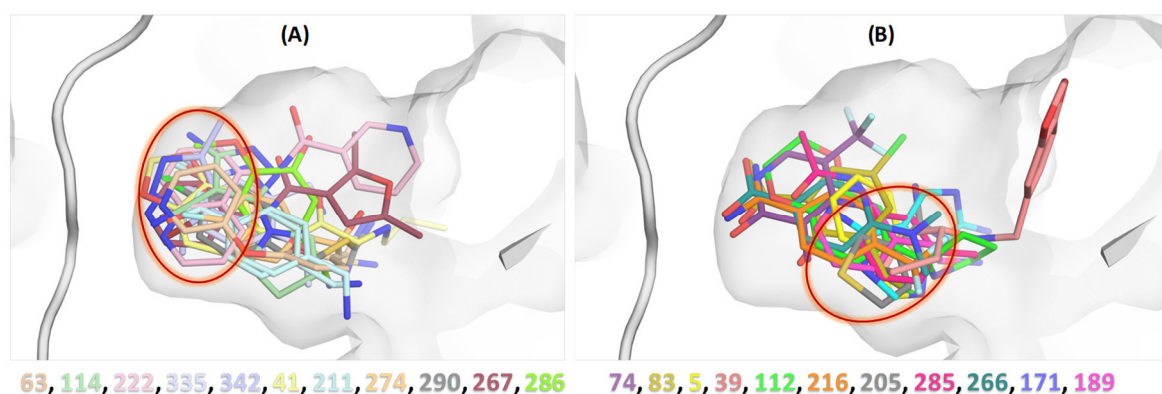 (A)
(B)
63, 114, 222, 335, 342, 41, 211, 274, 290, 267, 286
74, 83, 5, 39, 112, 216, 205, 285, 266, 171, 189